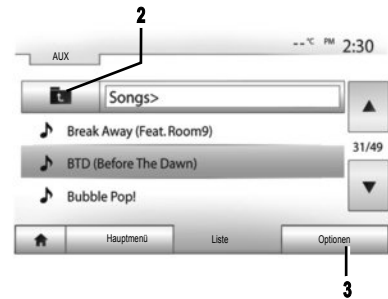 2
--°C PM 2:30
AUX
Songs>
Break Away (Feat. Room9)
BTD (Before The Dawn)
31/49
Bubble Pop!
Hauptmenü Liste Optionen
3